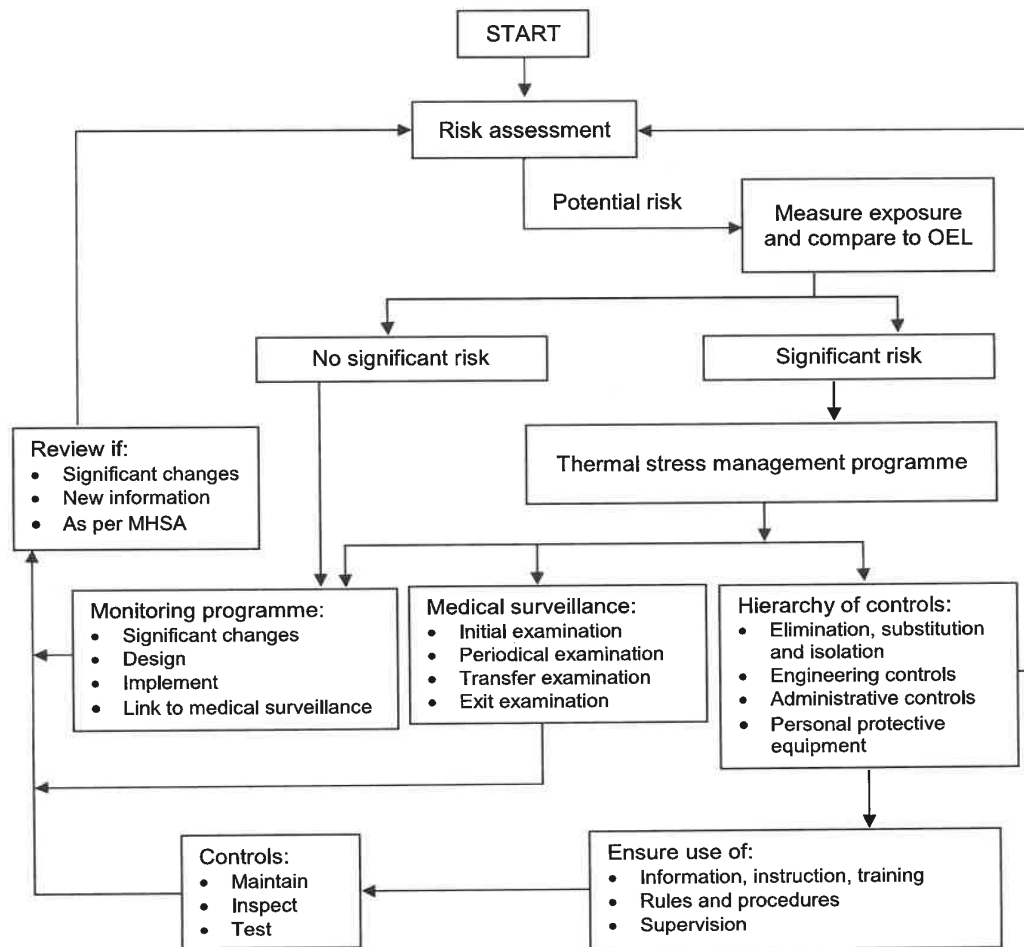 START
Risk assessment
Potential risk
Measure exposure
and compare to OEL
No significant risk
Significant risk
Review if:
• Significant changes
• New information
• As per MHSA
Thermal stress management programme
Monitoring programme:
• Significant changes
• Design
• Implement
• Link to medical surveillance
Medical surveillance:
• Initial examination
• Periodical examination
• Transfer examination
• Exit examination
Hierarchy of controls:
• Elimination, substitution
and isolation
• Engineering controls
• Administrative controls
• Personal protective
equipment
Controls:
• Maintain
• Inspect
• Test
Ensure use of:
• Information, instruction, training
• Rules and procedures
• Supervision